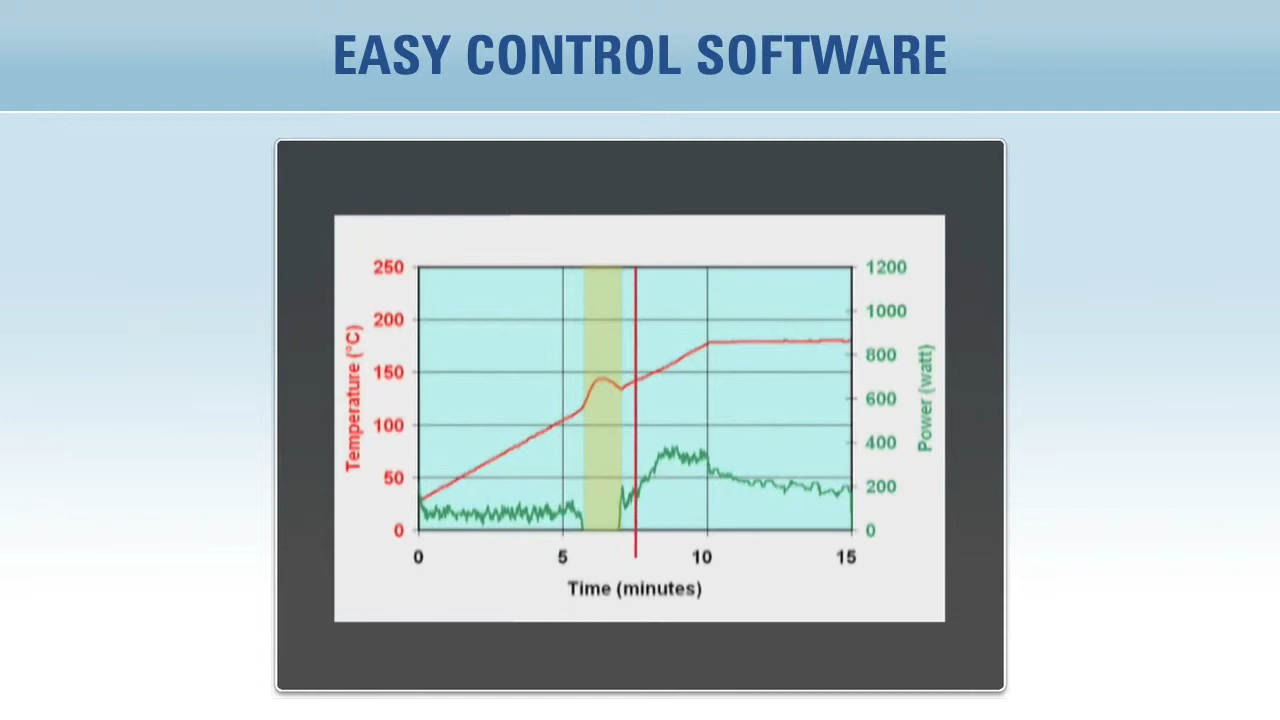 EASY CONTROL SOFTWARE
250
200
150
100
50
0
Temperature (°C)
1200
1000
800
600
400
200
0
Power (watt)
0 5 10 15
Time (minutes)